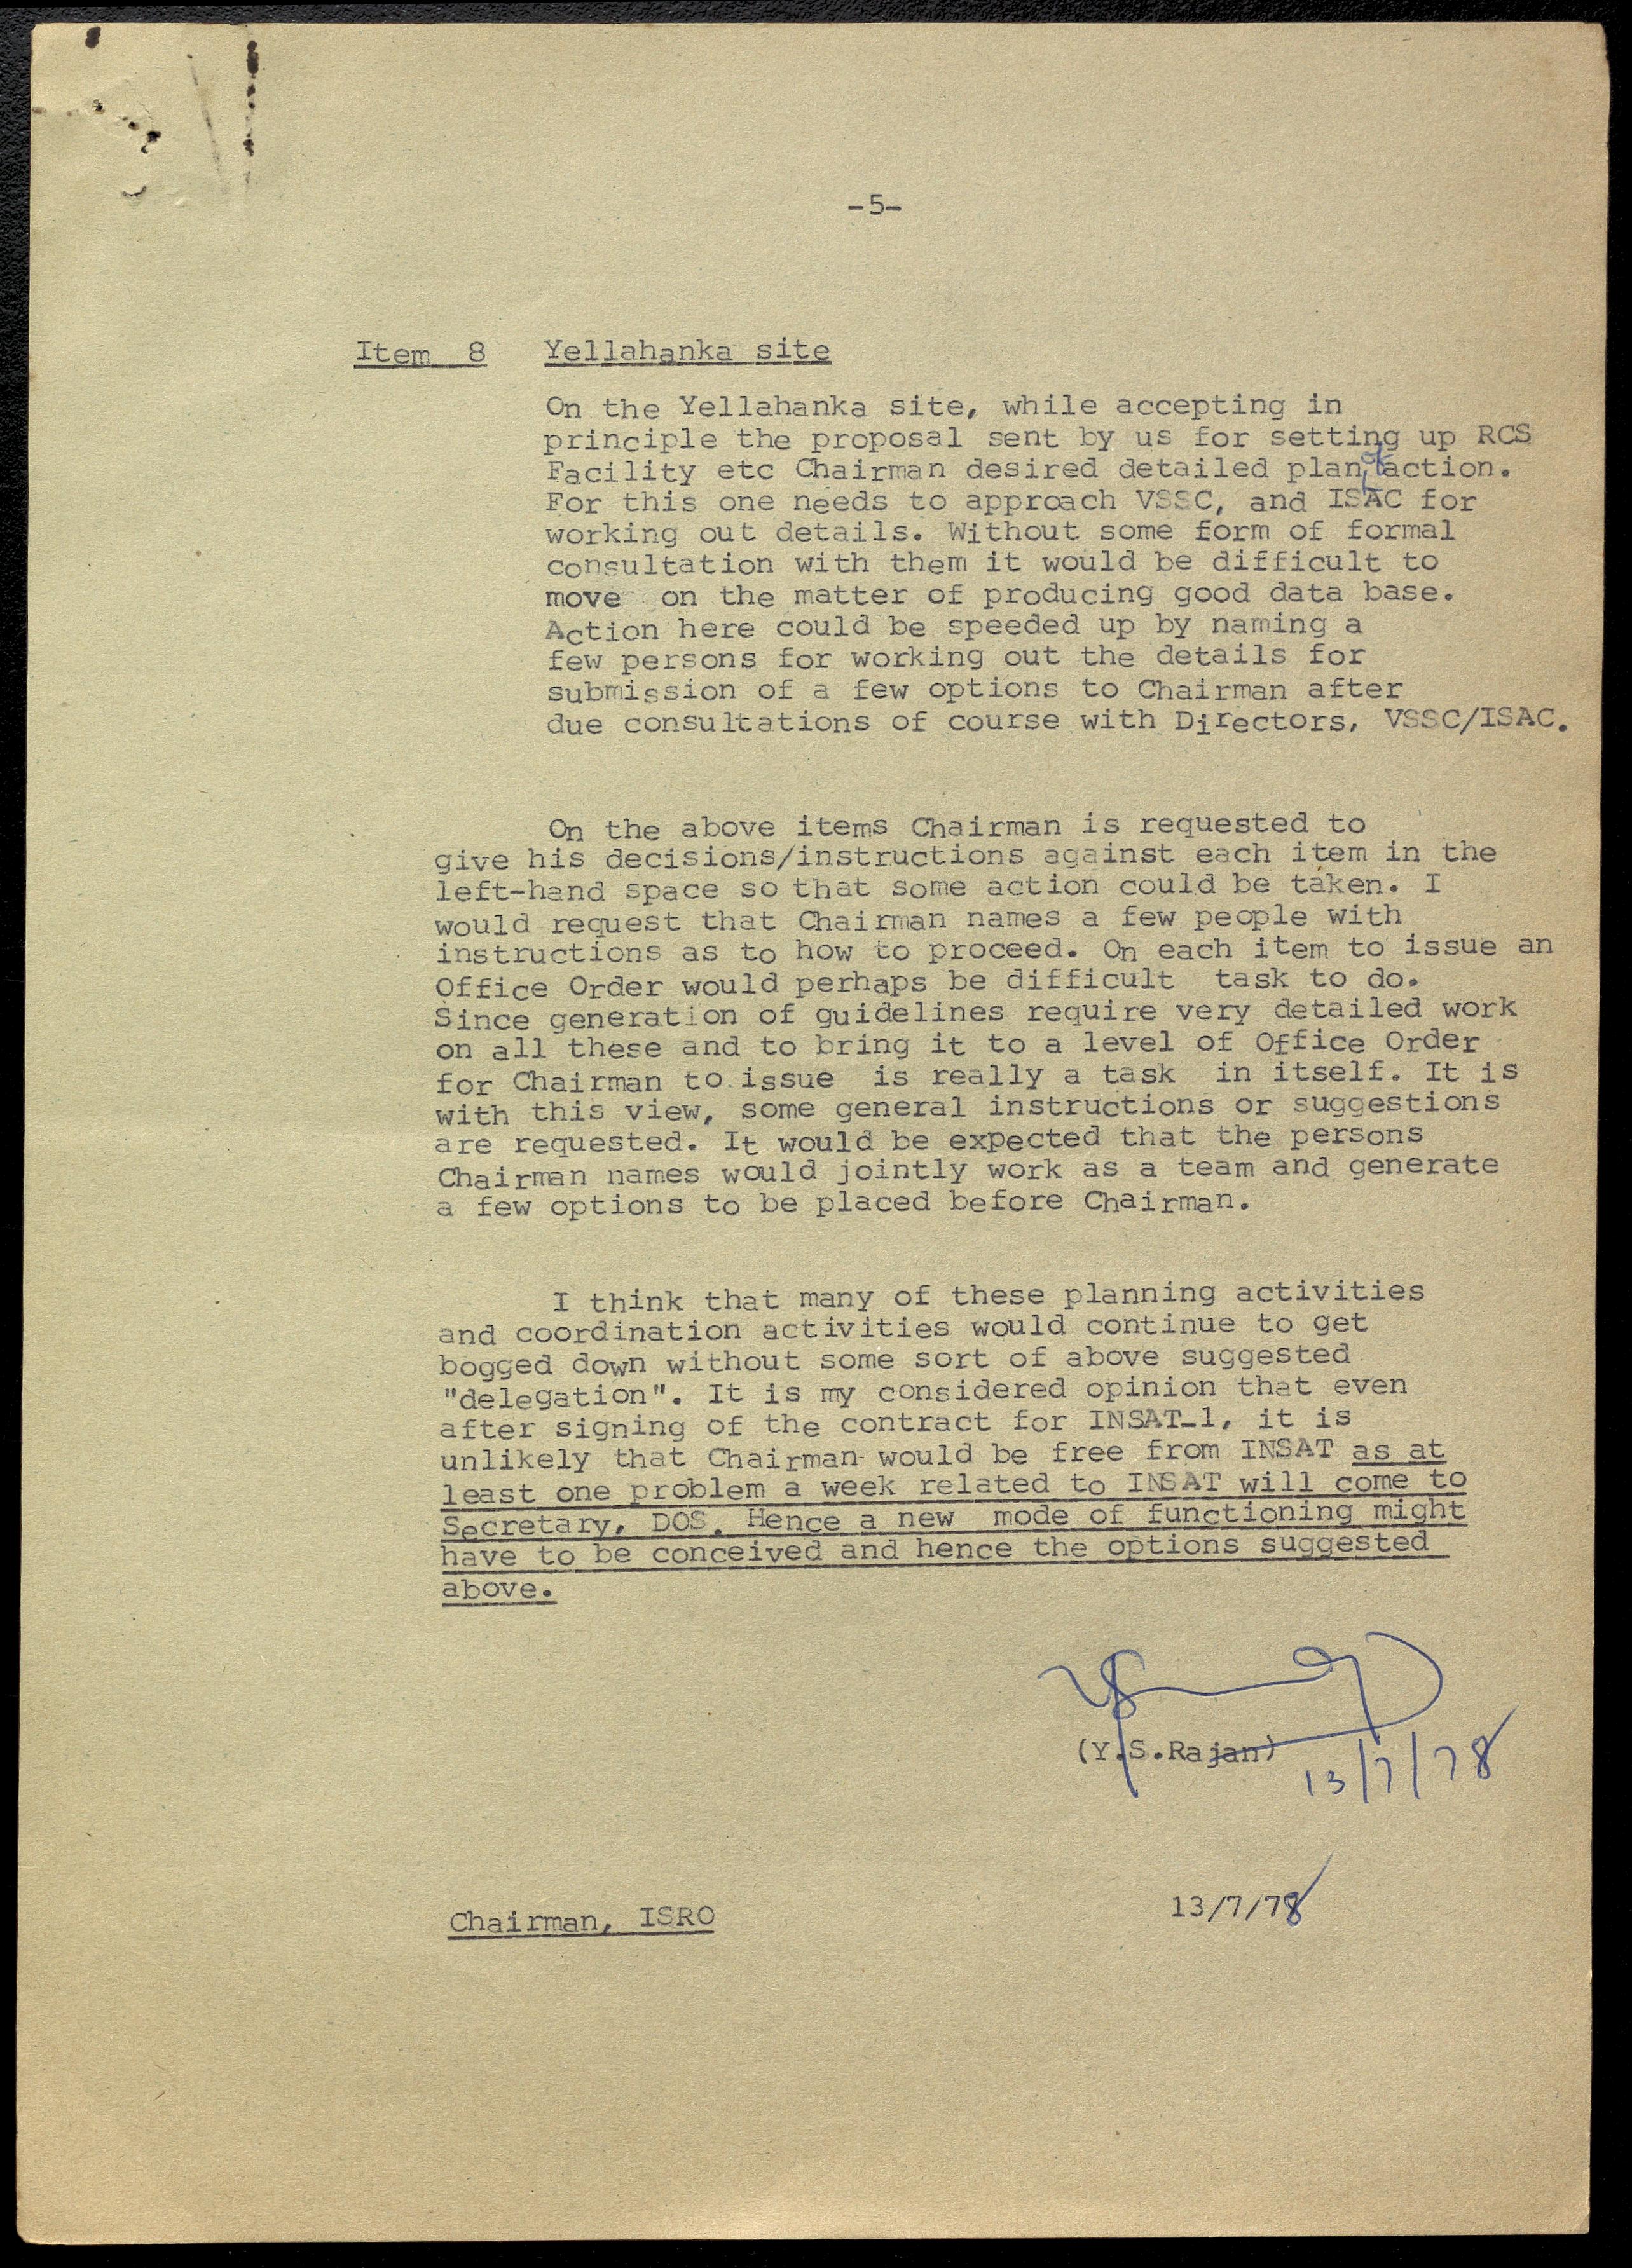 -5-
Item 8 Yellahanka site
On the Yellahanka site, while accepting in
principle the proposal sent by us for setting up RCS
Facility etc Chairman desired detailed plan of action.
For this one needs to approach VSSC, and ISAC for
working out details. Without some form of formal
consultation with them it would be difficult to
move on the matter of producing good data base.
Action here could be speeded up by naming a
few persons for working out the details for
submission of a few options to Chairman after
due consultations of course with Directors, VSSC/ISAC.
On the above items Chairman is requested to
give his decisions/instructions against each item in the
left-hand space so that some action could be taken. I
would request that Chairman names a few people with
instructions as to how to proceed. On each item to issue an
Office Order would perhaps be difficult task to do.
Since generation of guidelines require very detailed work
on all these and to bring it to a level of Office Order
for Chairman to issue is really a task in itself. It is
with this view, some general instructions or suggestions
are requested. It would be expected that the persons
Chairman names would jointly work as a team and generate
a few options to be placed before Chairman.
I think that many of these planning activities
and coordination activities would continue to get
bogged down without some sort of above suggested
"delegation". It is my considered opinion that even
after signing of the contract for INSAT-1, it is
unlikely that Chairman would be free from INSAT as at
least one problem a week related to INSAT will come to
Secretary, DOS. Hence a new mode of functioning might
have to be conceived and hence the options suggested
above.
(Y.S.Rajan)
13/7/78
13/7/78
Chairman, ISRO